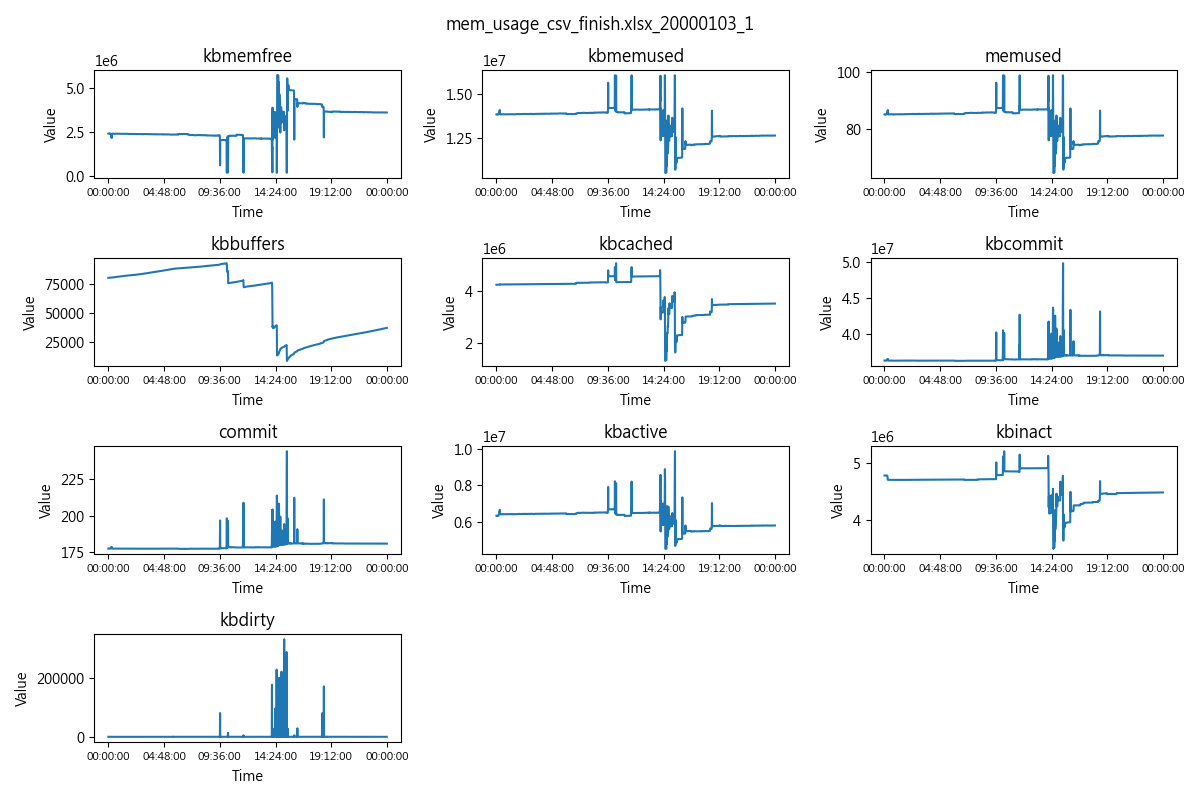 mem_usage_csv_finish.xlsx_20000103_1
kbmemfree
1e6
5.0
2.5
0.0
Value
00:00:00 04:48:00 09:36:00 14:24:00 19:12:00 00:00:00
Time
kbmemused
1e7
1.50
1.25
Value
00:00:00 04:48:00 09:36:00 14:24:00 19:12:00 00:00:00
Time
memused
100
80
Value
00:00:00 04:48:00 09:36:00 14:24:00 19:12:00 00:00:00
Time
kbbuffers
75000
50000
25000
Value
00:00:00 04:48:00 09:36:00 14:24:00 19:12:00 00:00:00
Time
kbcached
1e6
4
2
Value
00:00:00 04:48:00 09:36:00 14:24:00 19:12:00 00:00:00
Time
kbcommit
1e7
5.0
4.5
4.0
Value
00:00:00 04:48:00 09:36:00 14:24:00 19:12:00 00:00:00
Time
commit
225
200
175
Value
00:00:00 04:48:00 09:36:00 14:24:00 19:12:00 00:00:00
Time
kbactive
1e7
1.0
0.8
0.6
Value
00:00:00 04:48:00 09:36:00 14:24:00 19:12:00 00:00:00
Time
kbinact
1e6
5
4
Value
00:00:00 04:48:00 09:36:00 14:24:00 19:12:00 00:00:00
Time
kbdirty
200000
0
Value
00:00:00 04:48:00 09:36:00 14:24:00 19:12:00 00:00:00
Time